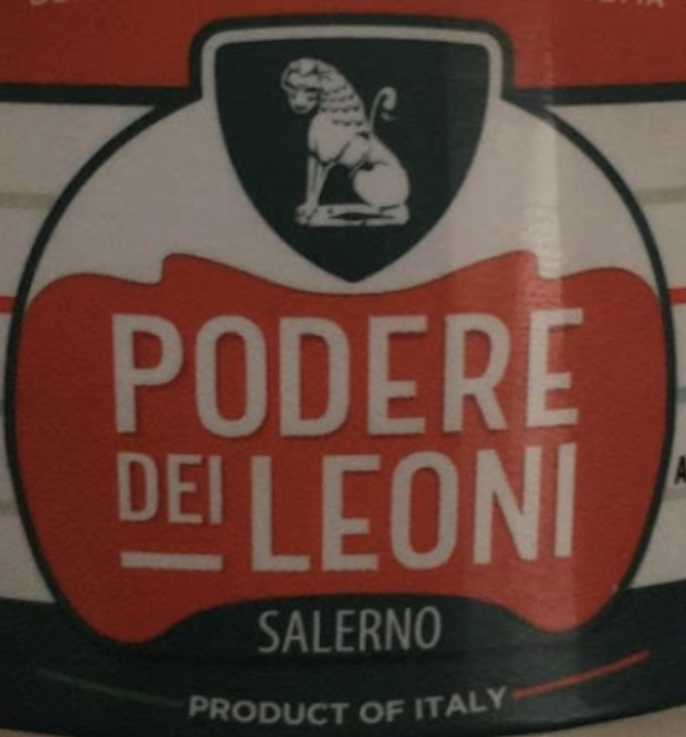 PODERE
DEI LEONI
SALERNO
PRODUCT OF ITALY